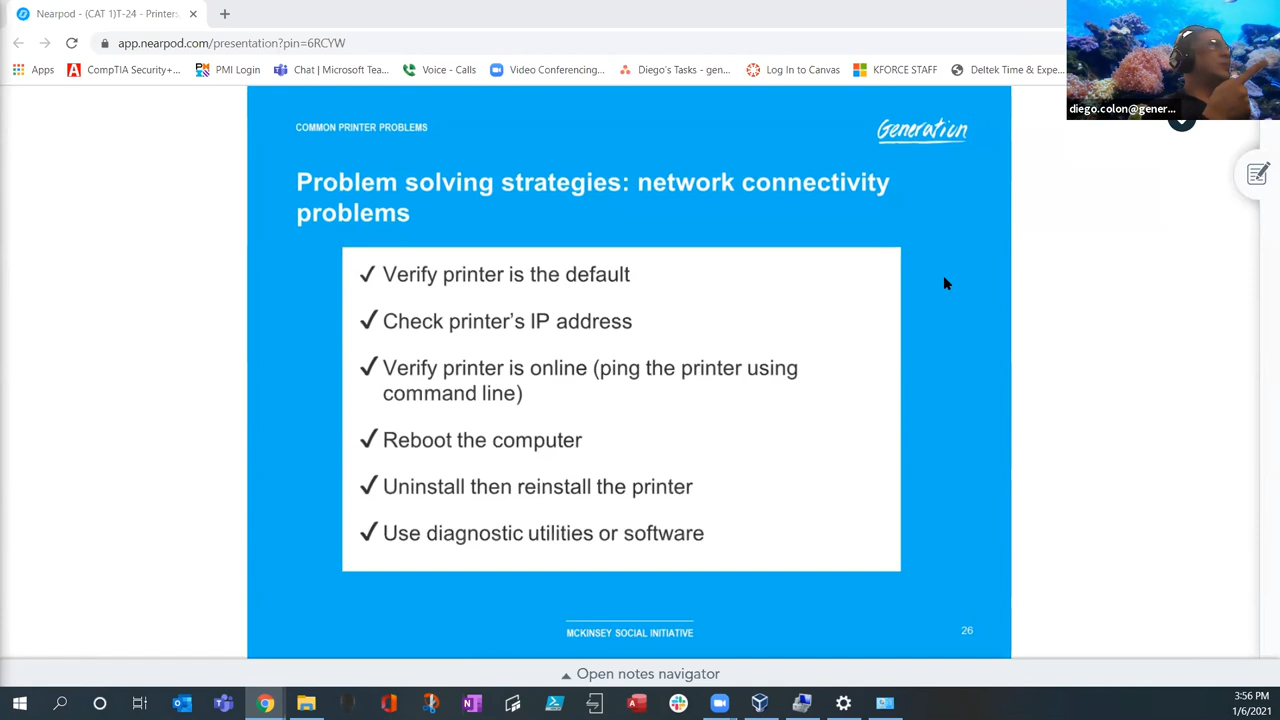 Nearpod - (CAT 1)T-24 - Printers
app.nearpod.com/presentation?pin=6RCYW
Apps CompTIA Security+... PMI Login Chat | Microsoft Tea... Voice - Calls Video Conferencing... Diego's Tasks - gen... Log In to Canvas KFORCE STAFF Deltek Time & Expe...
diego.colon@gener...
COMMON PRINTER PROBLEMS
Generation
Problem solving strategies: network connectivity
problems
✓ Verify printer is the default
✓ Check printer's IP address
✓ Verify printer is online (ping the printer using
command line)
✓ Reboot the computer
✓ Uninstall then reinstall the printer
✓ Use diagnostic utilities or software
MCKINSEY SOCIAL INITIATIVE
26
Open notes navigator
3:56 PM
1/6/2021